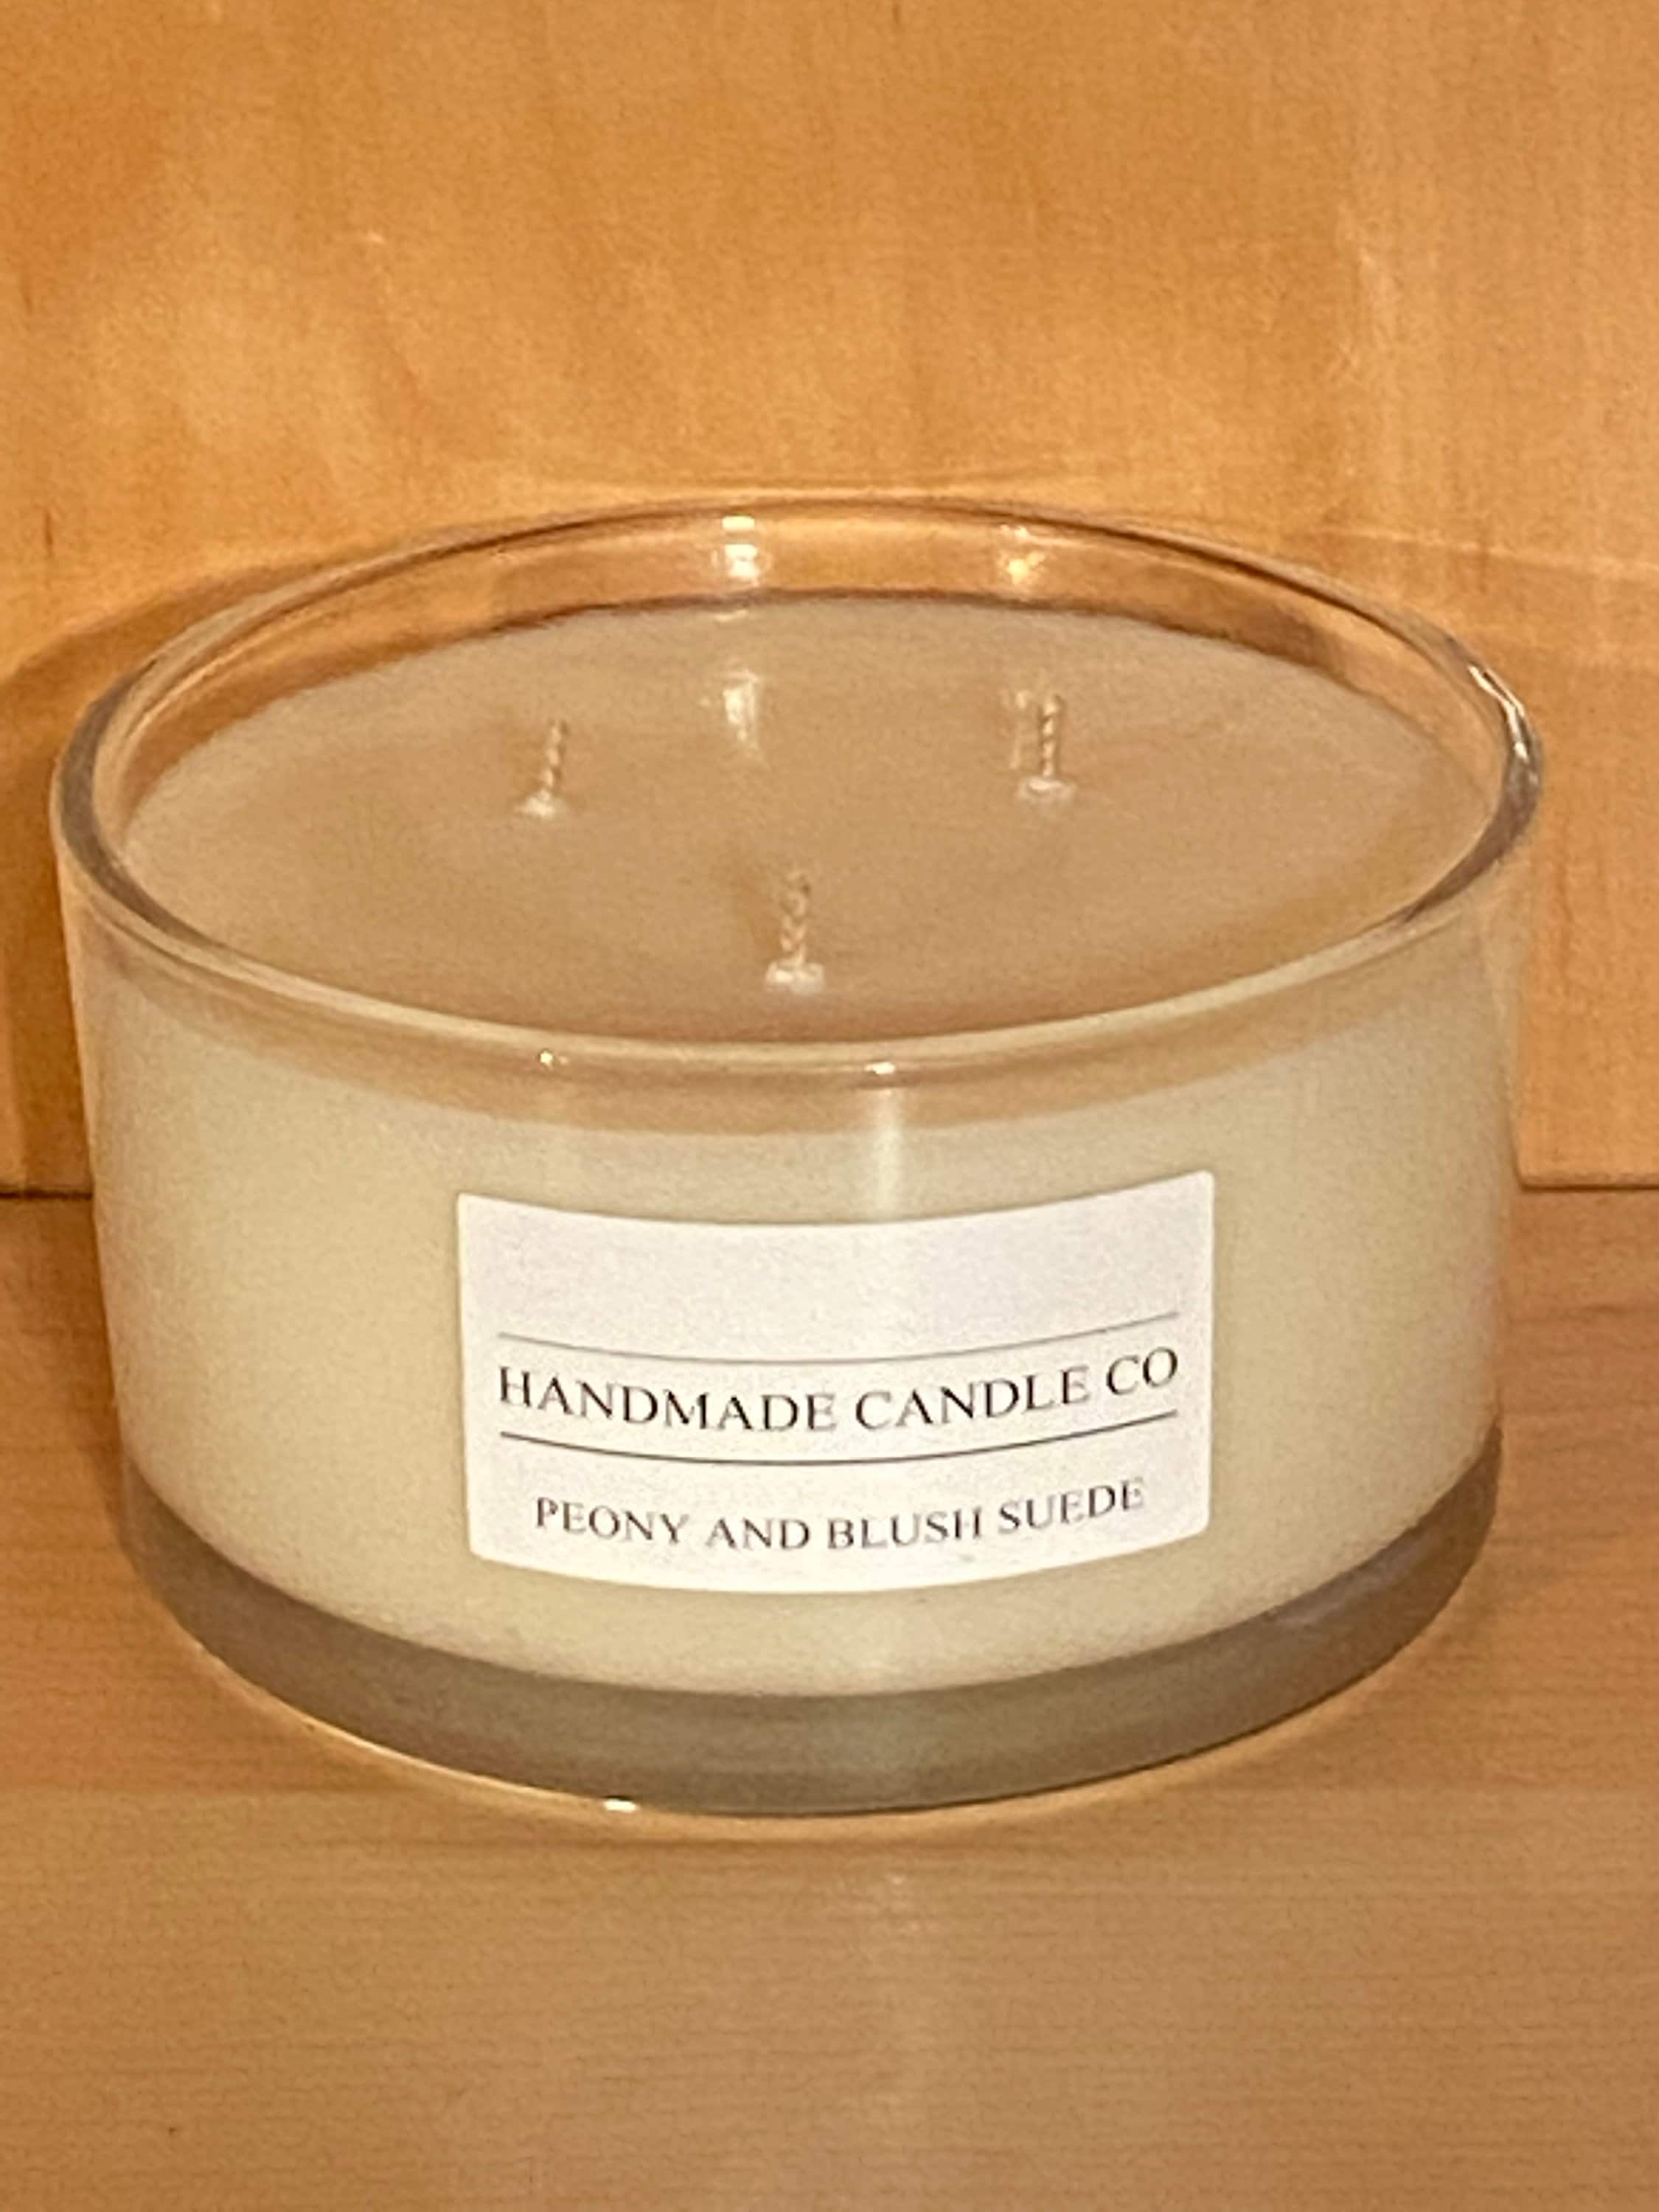 HANDMADE CANDLE CO
PEONY AND BLUSH SUEDE